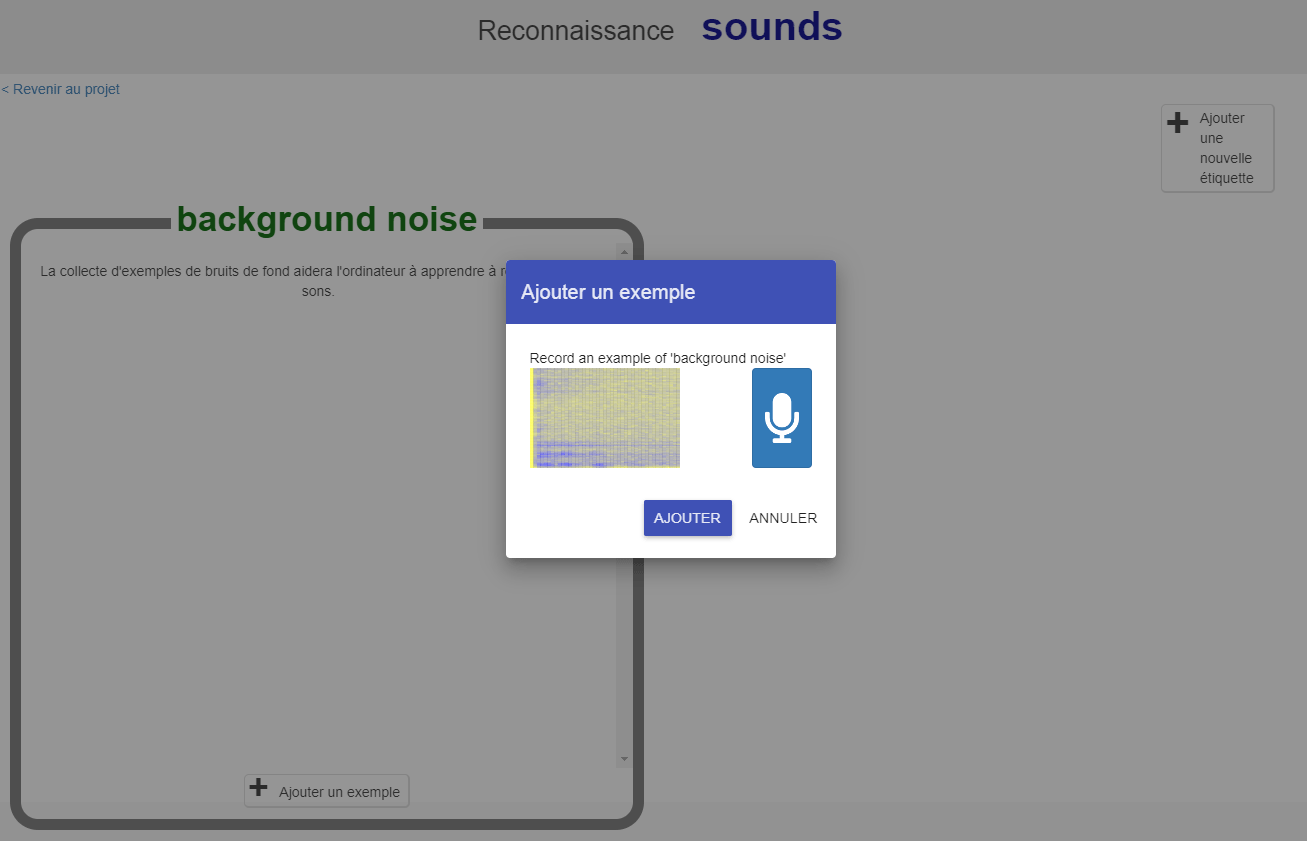 Reconnaissance sounds
< Revenir au projet
Ajouter
une
nouvelle
étiquette
background noise
La collecte d'exemples de bruits de fond aidera l'ordinateur à apprendre à
sons.
Ajouter un exemple
Record an example of 'background noise'
AJOUTER ANNULER
Ajouter un exemple